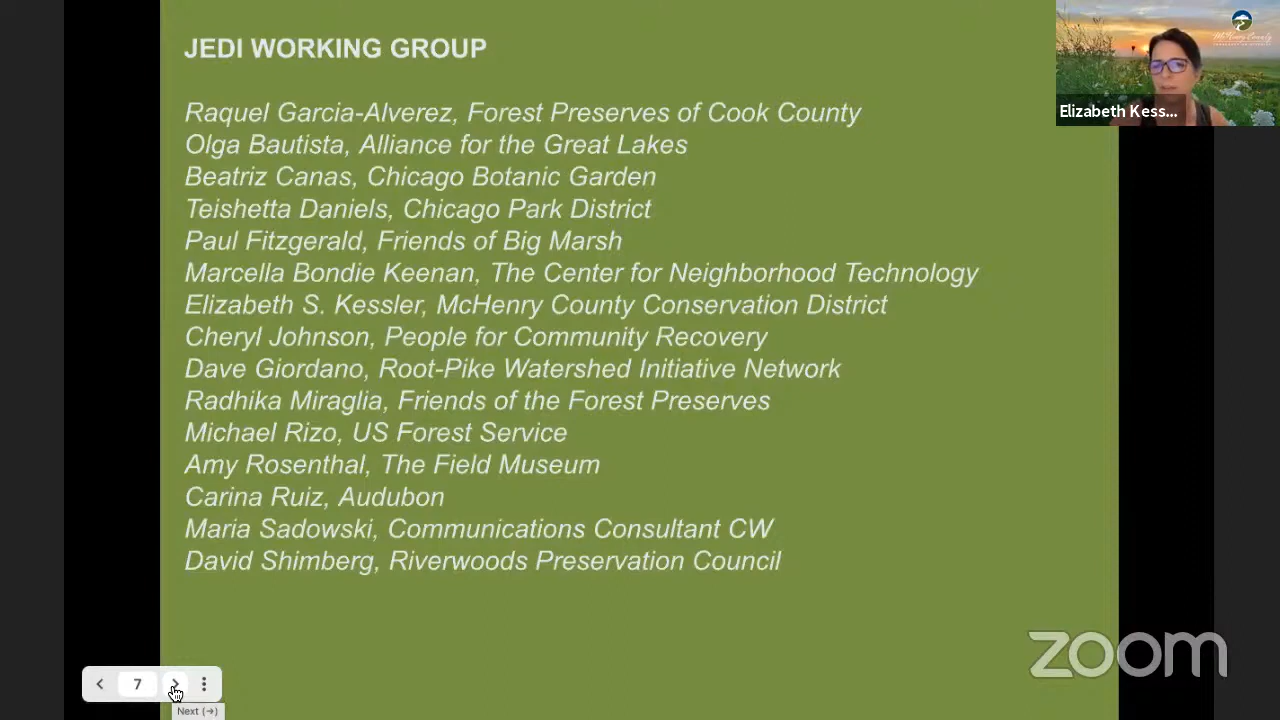 JEDI WORKING GROUP
Raquel Garcia-Alverez, Forest Preserves of Cook County
Olga Bautista, Alliance for the Great Lakes
Beatriz Canas, Chicago Botanic Garden
Teishetta Daniels, Chicago Park District
Paul Fitzgerald, Friends of Big Marsh
Marcella Bondie Keenan, The Center for Neighborhood Technology
Elizabeth S. Kessler, McHenry County Conservation District
Cheryl Johnson, People for Community Recovery
Dave Giordano, Root-Pike Watershed Initiative Network
Radhika Miraglia, Friends of the Forest Preserves
Michael Rizo, US Forest Service
Amy Rosenthal, The Field Museum
Carina Ruiz, Audubon
Maria Sadowski, Communications Consultant CW
David Shimberg, Riverwoods Preservation Council
McHenry County
Elizabeth Kess...
zoom
7
Next (→)